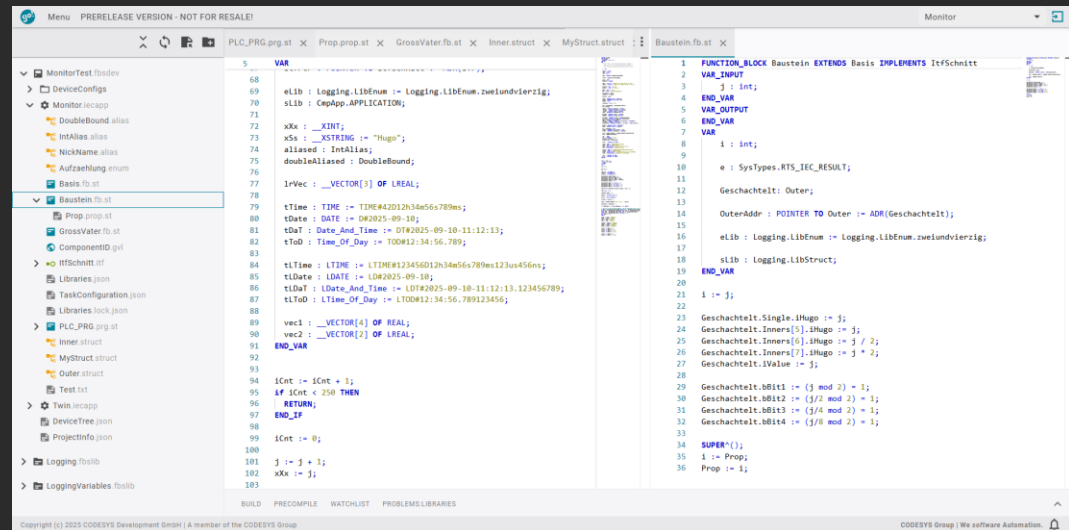 go!
Menu PRERELEASE VERSION - NOT FOR RESALE!
Monitor
PLC_PRG.prg.st
Prop.prop.st
GrossVater.fb.st
Inner.struct
MyStruct.struct
Baustein.fb.st
MonitorTest.fbsdev
DeviceConfigs
Monitor.iecapp
DoubleBound.alias
IntAlias.alias
NickName.alias
Aufzaehlung.enum
Basis.fb.st
Baustein.fb.st
Prop.prop.st
GrossVater.fb.st
ComponentID.gvl
ItfSchnitt.itf
Libraries.json
TaskConfiguration.json
Libraries.lock.json
PLC_PRG.prg.st
Inner.struct
MyStruct.struct
Outer.struct
Test.txt
Twin.iecapp
DeviceTree.json
ProjectInfo.json
Logging.fbslib
LoggingVariables.fbslib
5 VAR
68
69 eLib : Logging.LibEnum := Logging.LibEnum.zweiundvierzig;
70 sLib : CmpApp.APPLICATION;
71
72 xXx : __XINT;
73 xSs : __XSTRING := "Hugo";
74 aliased : IntAlias;
75 doubleAliased : DoubleBound;
76
77 lrVec : __VECTOR[3] OF LREAL;
78
79 tTime : TIME := TIME#42D12h34m56s789ms;
80 tDate : DATE := D#2025-09-10;
81 tDaT : Date_And_Time := DT#2025-09-10-11:12:13;
82 tToD : Time_Of_Day := TOD#12:34:56.789;
83
84 tLTime : LTIME := LTIME#123456D12h34m56s789ms123us456ns;
85 tLDate : LDATE := LD#2025-09-10;
86 tLDaT : LDate_And_Time := LDT#2025-09-10-11:12:13.123456789;
87 tLToD : LTime_Of_Day := LTOD#12:34:56.789123456;
88
89 vec1 : __VECTOR[4] OF REAL;
90 vec2 : __VECTOR[2] OF LREAL;
91 END_VAR
92
93
94 iCnt := iCnt + 1;
95 if iCnt < 250 THEN
96 RETURN;
97 END_IF
98
99 iCnt := 0;
100
101 j := j + 1;
102 xXx := j;
103
1 FUNCTION_BLOCK Baustein EXTENDS Basis IMPLEMENTS ItfSchnitt
2 VAR_INPUT
3 j : int;
4 END_VAR
5 VAR_OUTPUT
6 END_VAR
7 VAR
8 i : int;
9
10 e : SysTypes.RTS_IEC_RESULT;
11
12 Geschachtelt: Outer;
13
14 OuterAddr : POINTER TO Outer := ADR(Geschachtelt);
15
16 eLib : Logging.LibEnum := Logging.LibEnum.zweiundvierzig;
17
18 sLib : Logging.LibStruct;
19 END_VAR
20
21 i := j;
22
23 Geschachtelt.Single.iHugo := j;
24 Geschachtelt.Inners[5].iHugo := j;
25 Geschachtelt.Inners[6].iHugo := j / 2;
26 Geschachtelt.Inners[7].iHugo := j * 2;
27 Geschachtelt.iValue := j;
28
29 Geschachtelt.bBit1 := (j mod 2) = 1;
30 Geschachtelt.bBit2 := (j/2 mod 2) = 1;
31 Geschachtelt.bBit3 := (j/4 mod 2) = 1;
32 Geschachtelt.bBit4 := (j/8 mod 2) = 1;
33
34 SUPER^();
35 i := Prop;
36 Prop := i;
BUILD PRECOMPILE WATCHLIST PROBLEMS:LIBRARIES
Copyright (c) 2025 CODESYS Development GmbH | A member of the CODESYS Group
CODESYS Group | We software Automation.